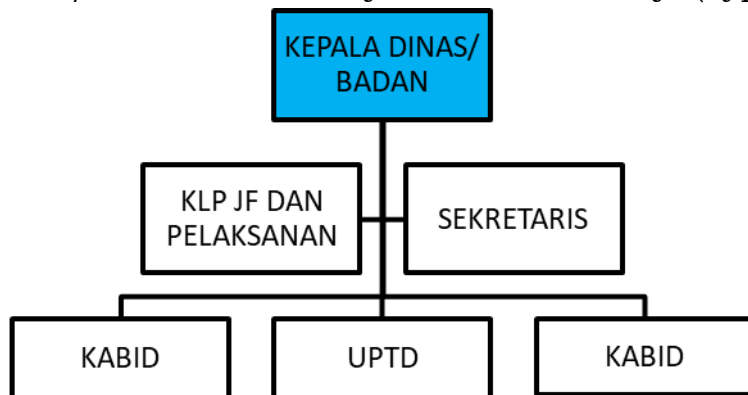 KEPALA DINAS/
BADAN
KLP JF DAN
PELAKSANAN
SEKRETARIS
KABID
UPTD
KABID